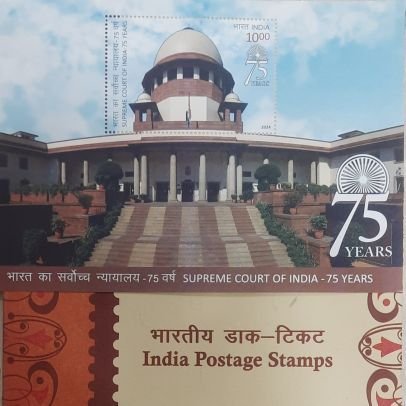 भारत का सर्वोच्च न्यायालय-75 वर्ष
SUPREME COURT OF INDIA-75 YEARS
भारत INDIA
10.00
75
2024
75
YEARS
भारत का सर्वोच्च न्यायालय - 75 वर्ष SUPREME COURT OF INDIA - 75 YEARS
भारतीय डाक–टिकट
India Postage Stamps